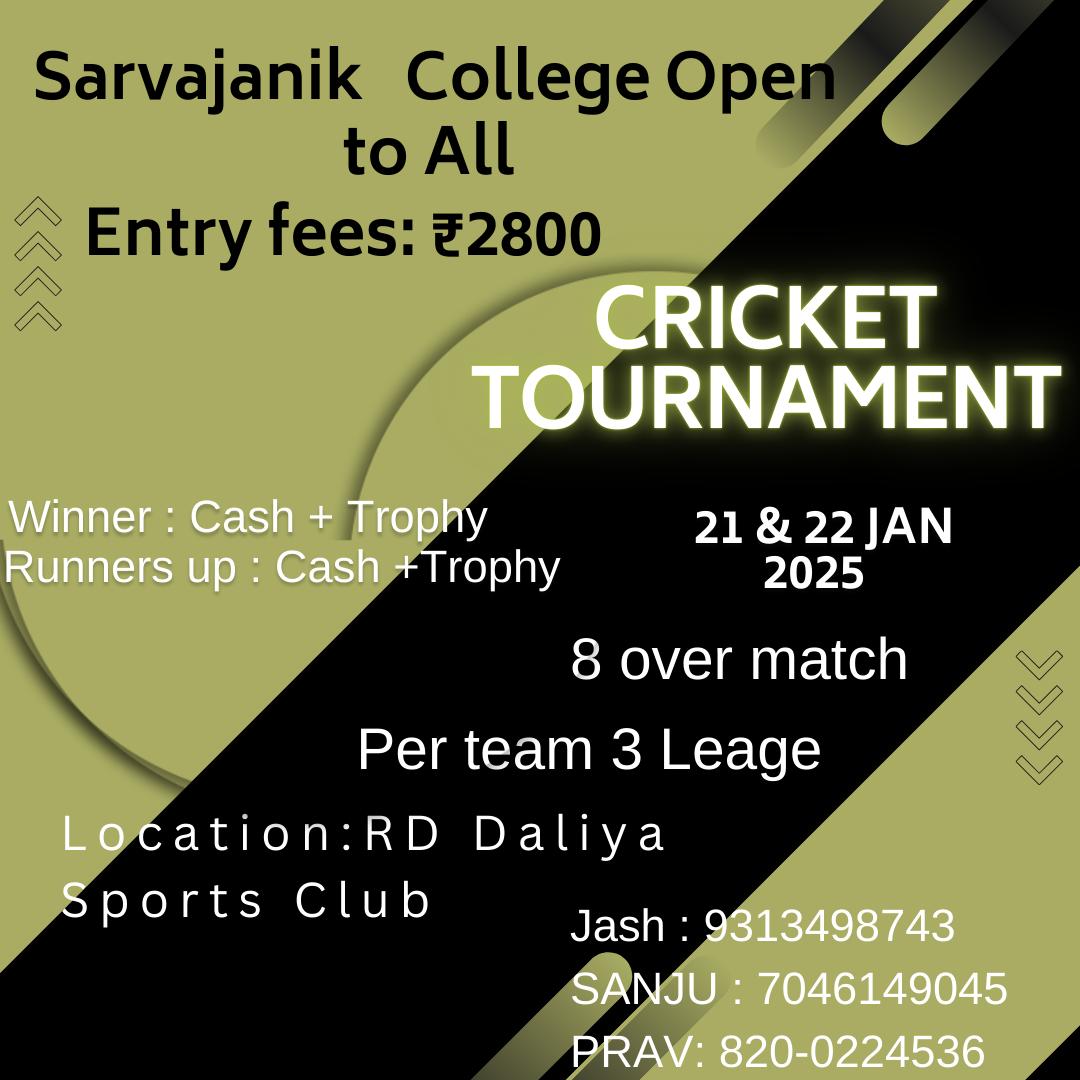 Sarvajanik College Open
to All
Entry fees: ₹2800
CRICKET
TOURNAMENT
Winner : Cash + Trophy
Runners up : Cash +Trophy
21 & 22 JAN
2025
8 over match
Per team 3 Leage
Location:RD Daliya
Sports Club
Jash : 9313498743
SANJU : 7046149045
PRAV: 820-0224536